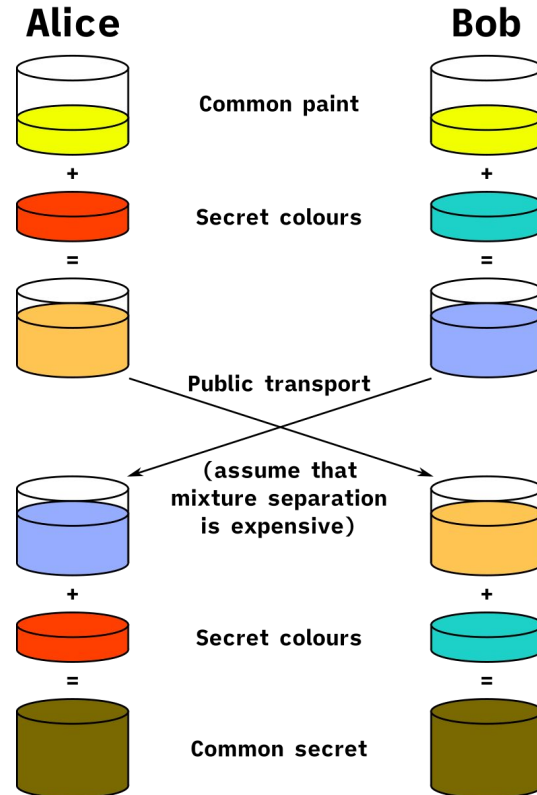 Alice Bob
Common paint
+ +
Secret colours
= =
Public transport
(assume that
mixture separation
is expensive)
+ +
Secret colours
= =
Common secret